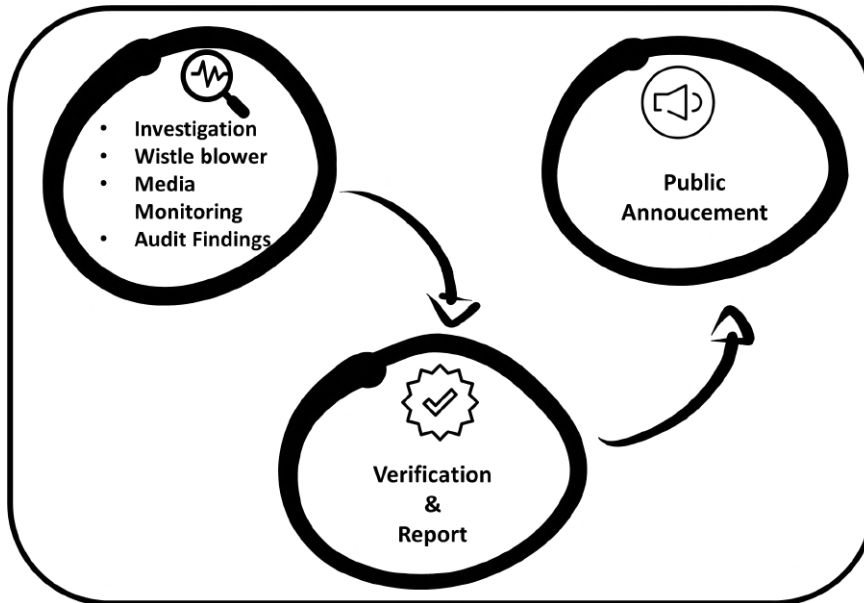 • Investigation
• Wistle blower
• Media
Monitoring
• Audit Findings
Public
Annoucement
Verification
&
Report